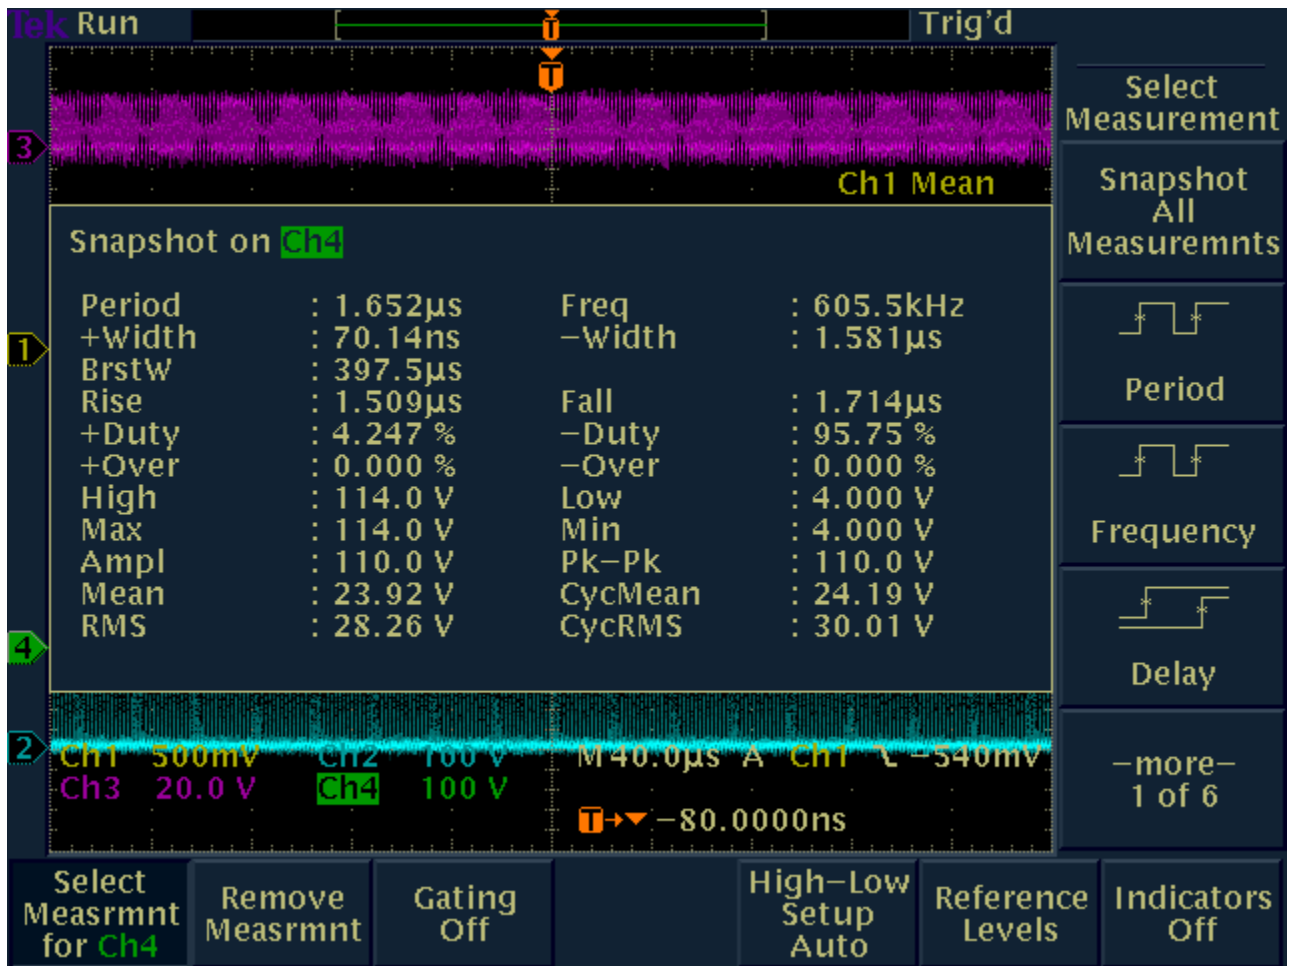 Tek Run Trig'd
T
T
3
Ch1 Mean
Snapshot on Ch4
Period : 1.652µs Freq : 605.5kHz
+Width : 70.14ns −Width : 1.581µs
BrstW : 397.5µs
Rise : 1.509µs Fall : 1.714µs
+Duty : 4.247 % −Duty : 95.75 %
+Over : 0.000 % −Over : 0.000 %
High : 114.0 V Low : 4.000 V
Max : 114.0 V Min : 4.000 V
Ampl : 110.0 V Pk−Pk : 110.0 V
Mean : 23.92 V CycMean : 24.19 V
RMS : 28.26 V CycRMS : 30.01 V
1
4
2
Ch1 500mV Ch2 100 V M 40.0µs A Ch1 −540mV
Ch3 20.0 V Ch4 100 V
T −80.0000ns
Select
Measurement
Snapshot
All
Measuremnts
Period
Frequency
Delay
−more−
1 of 6
Select
Measrmnt
for Ch4
Remove
Measrmnt
Gating
Off
High−Low
Setup
Auto
Reference
Levels
Indicators
Off